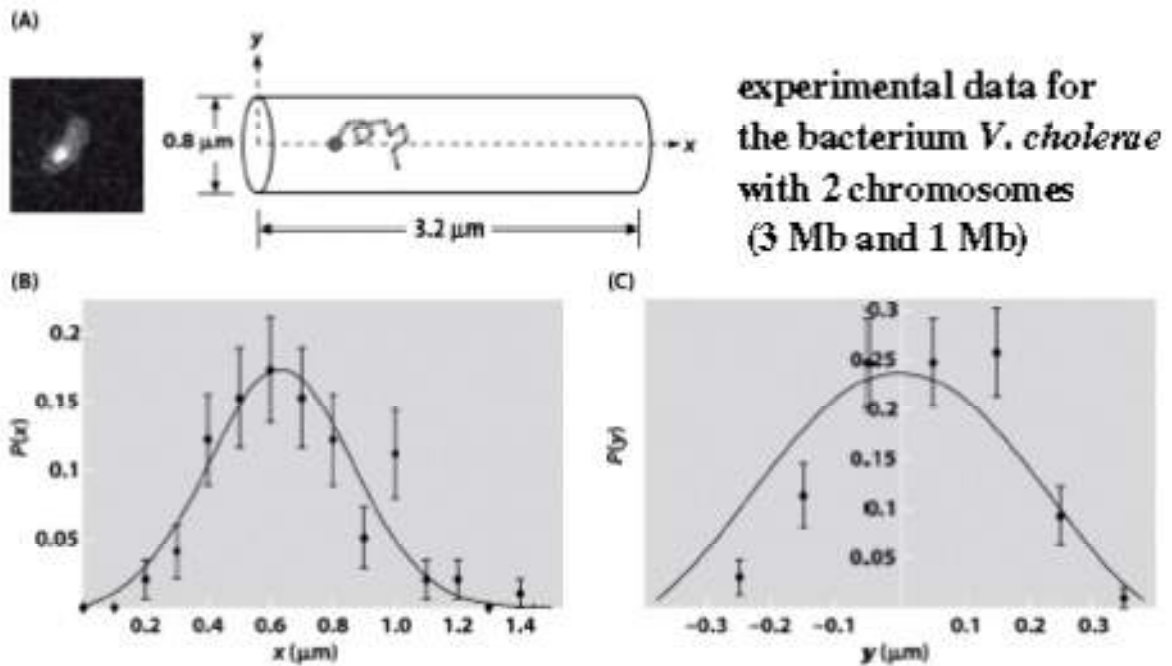 (A)
y
0.8 μm
x
3.2 μm
experimental data for
the bacterium V. cholerae
with 2 chromosomes
(3 Mb and 1 Mb)
(B)
P(x)
0.2
0.15
0.1
0.05
0.2 0.4 0.6 0.8 1.0 1.2 1.4
x (μm)
(C)
P(y)
0.3
0.25
0.2
0.15
0.1
0.05
−0.3 −0.2 −0.1 0.1 0.2 0.3
y (μm)